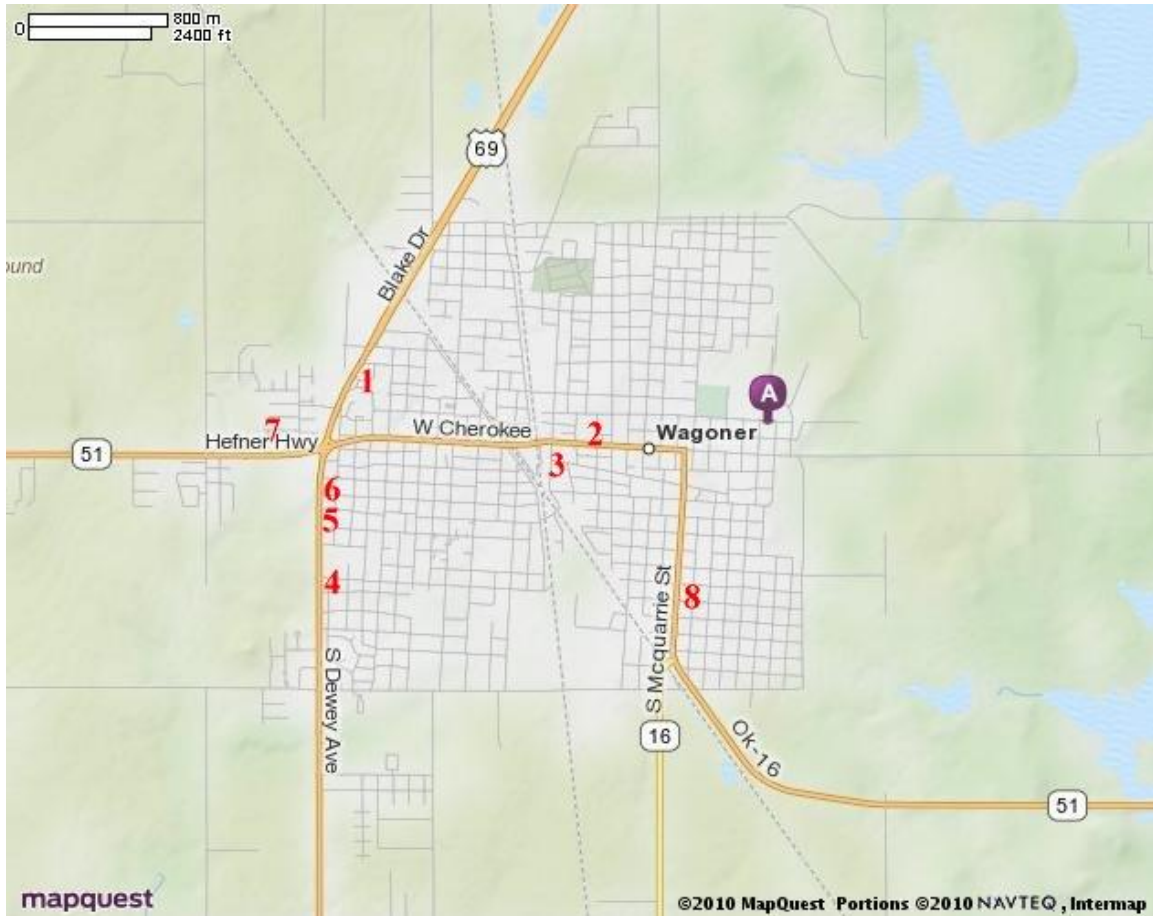 0
800 m
2400 ft
69
Blake Dr
ound
1
7
Hefner Hwy
W Cherokee
2
Wagoner
A
51
3
6
5
4
8
S Mcquarrie St
S Dewey Ave
16
Ok-16
51
mapquest
©2010 MapQuest Portions ©2010 NAVTEQ, Intermap